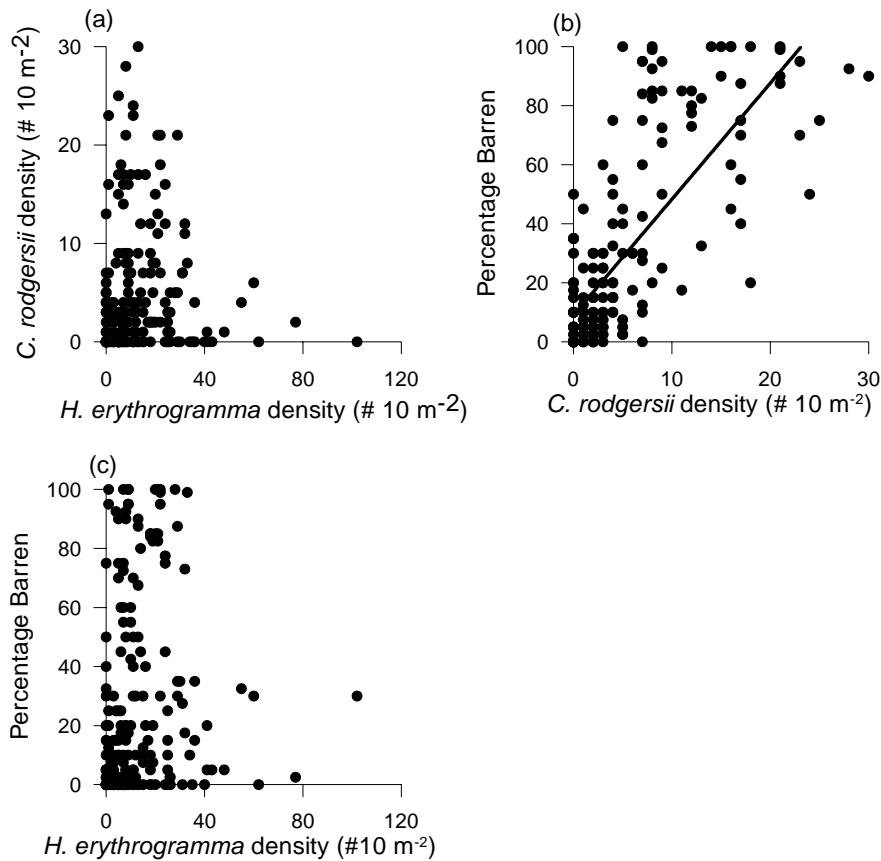 (a)
30
20
10
0
C. rodgersii density (# 10 m-2)
0 40 80 120
H. erythrogramma density (# 10 m-2)
(b)
100
80
60
40
20
0
Percentage Barren
0 10 20 30
C. rodgersii density (# 10 m-2)
(c)
100
80
60
40
20
0
Percentage Barren
0 40 80 120
H. erythrogramma density (#10 m-2)